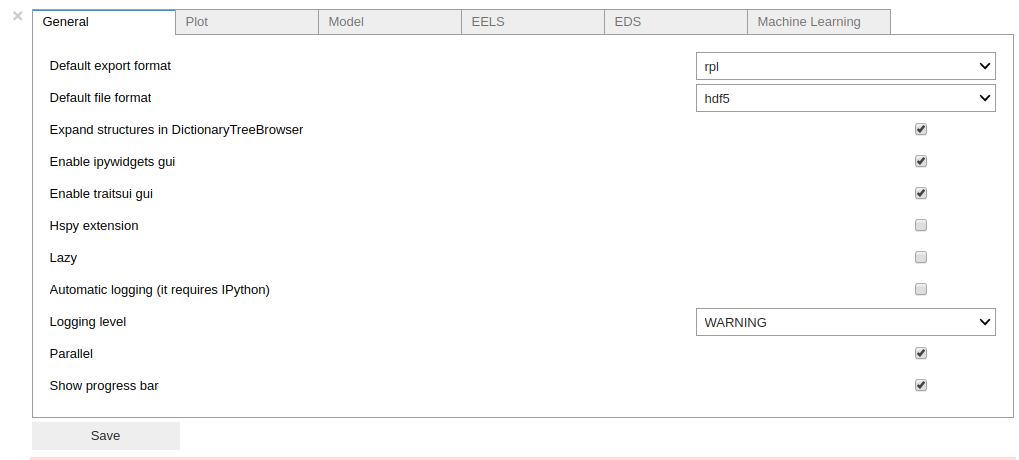 General Plot Model EELS EDS Machine Learning
Default export format rpl
Default file format hdf5
Expand structures in DictionaryTreeBrowser
Enable ipywidgets gui
Enable traitsui gui
Hspy extension
Lazy
Automatic logging (it requires IPython)
Logging level WARNING
Parallel
Show progress bar
Save